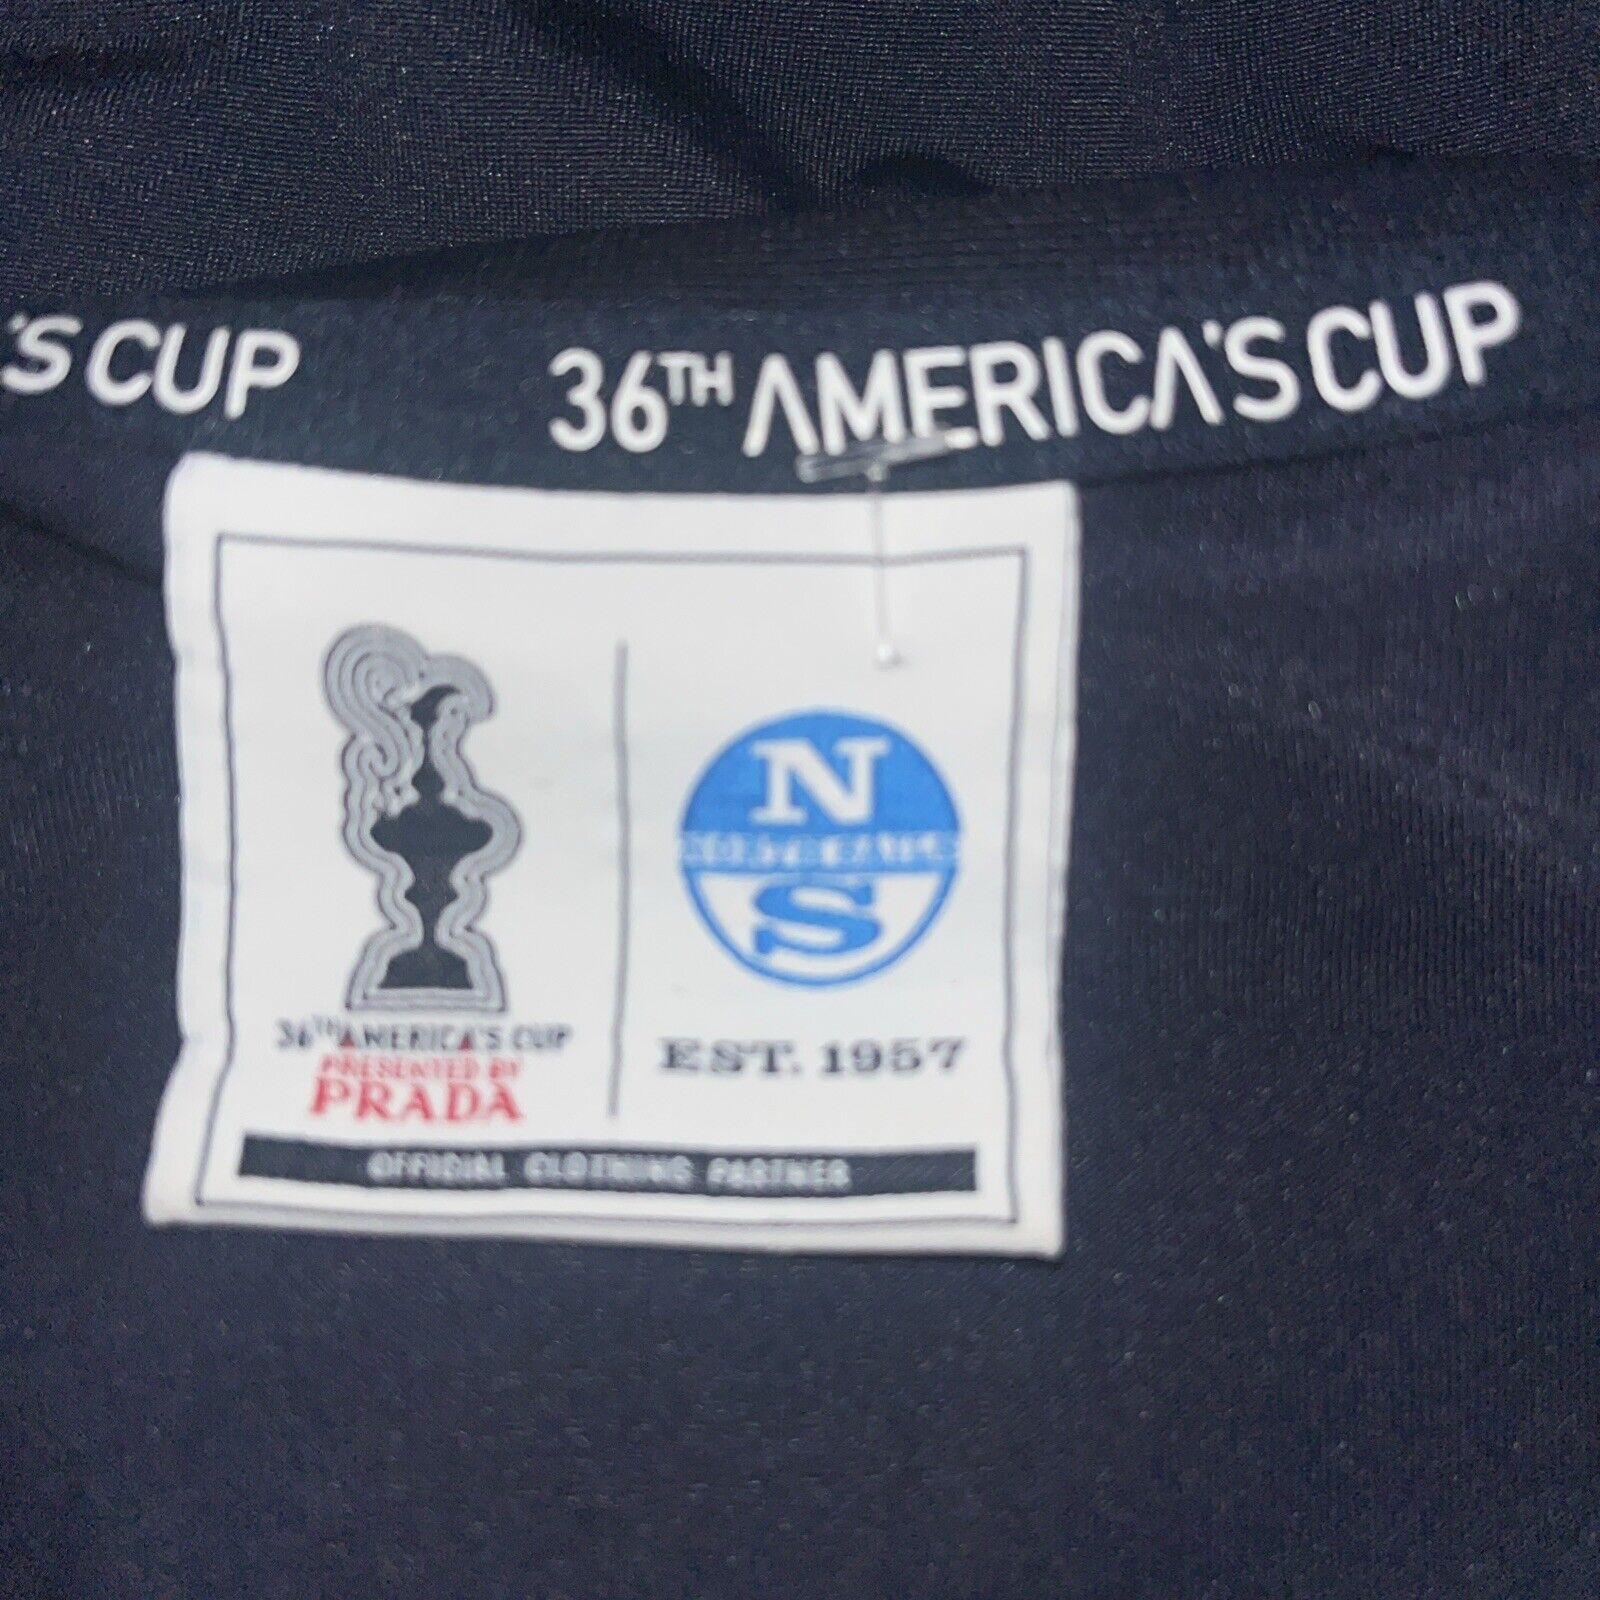 'S CUP
36TH AMERICA'S CUP
36TH AMERICA'S CUP
PRESENTED BY
PRADA
N
S
EST. 1957
OFFICIAL CLOTHING PARTNER